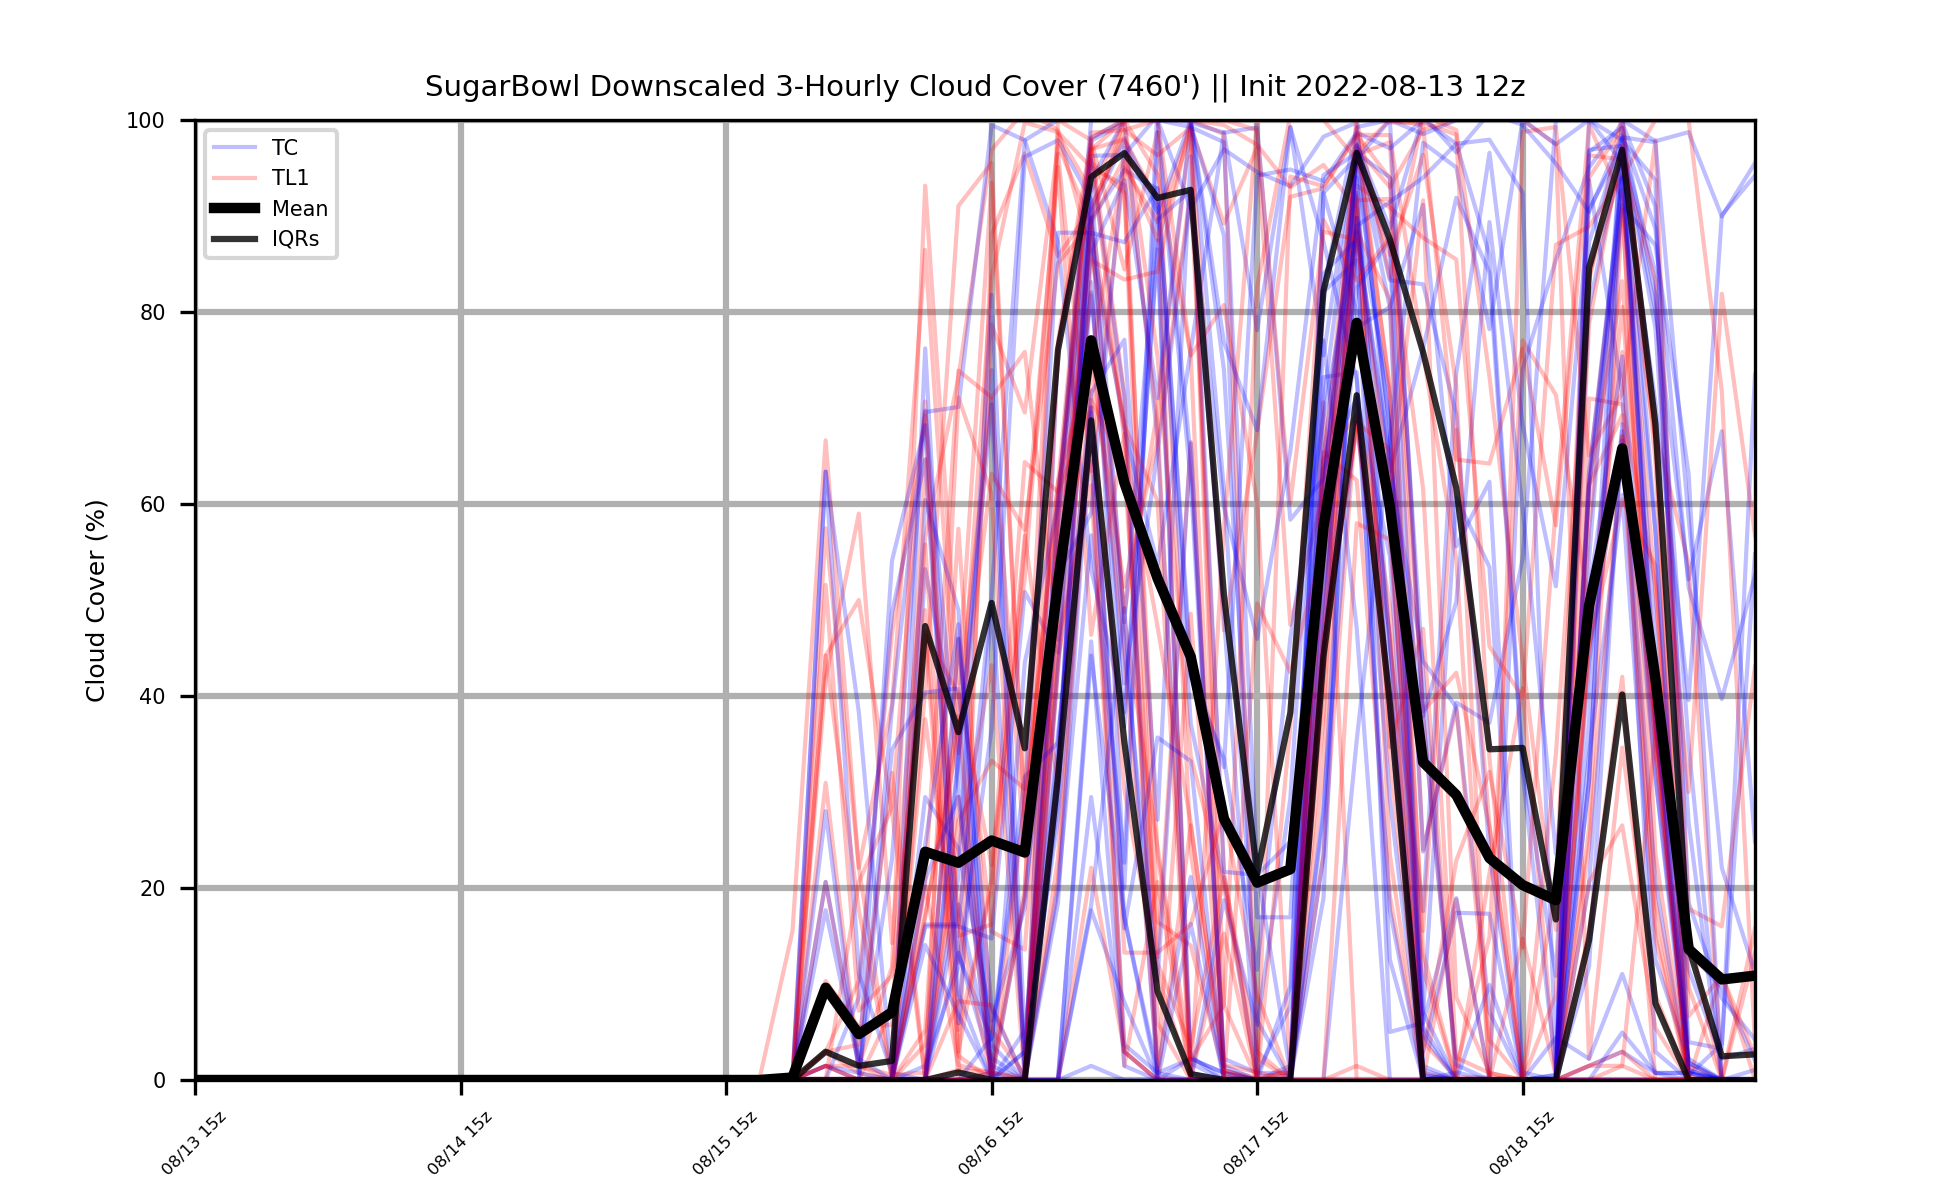 SugarBowl Downscaled 3-Hourly Cloud Cover (7460') || Init 2022-08-13 12z
Cloud Cover (%)
100
80
60
40
20
0
TC
TL1
Mean
IQRs
08/13 15z
08/14 15z
08/15 15z
08/16 15z
08/17 15z
08/18 15z